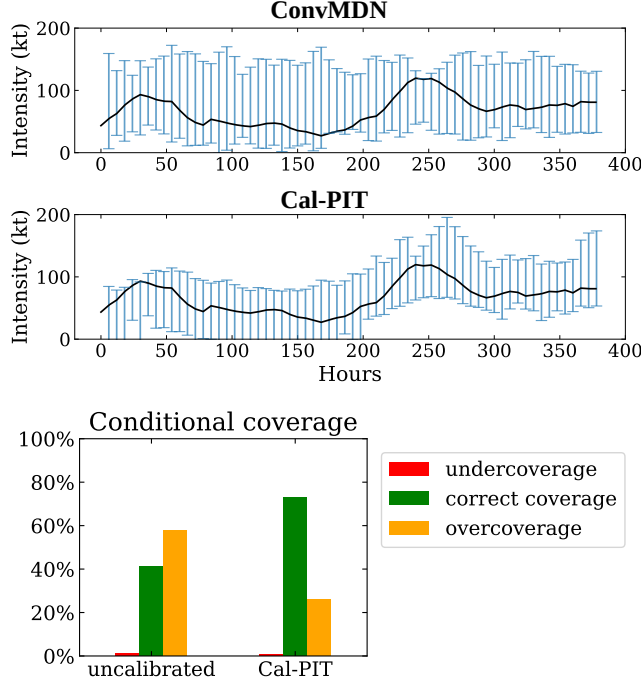 ConvMDN
Intensity (kt)
200
100
0
0 50 100 150 200 250 300 350 400
Cal-PIT
Intensity (kt)
200
100
0
0 50 100 150 200 250 300 350 400
Hours
Conditional coverage
100%
80%
60%
40%
20%
0%
uncalibrated Cal-PIT
undercoverage
correct coverage
overcoverage